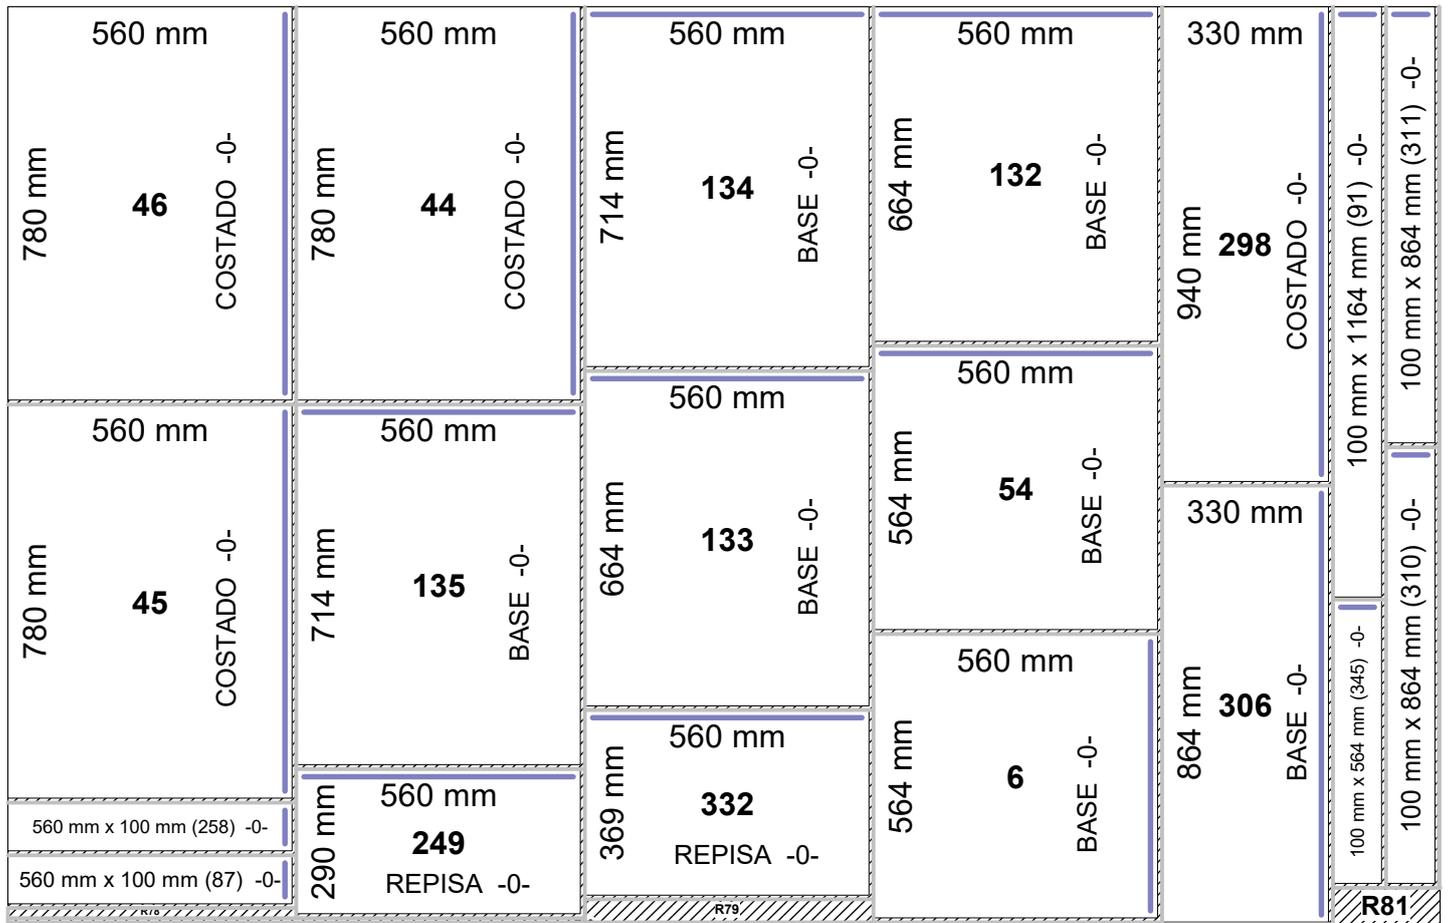 560 mm
780 mm
46
COSTADO -0-
560 mm
780 mm
45
COSTADO -0-
560 mm x 100 mm (258) -0-
560 mm x 100 mm (87) -0-
R78
560 mm
780 mm
44
COSTADO -0-
560 mm
714 mm
135
BASE -0-
560 mm
290 mm
249
REPISA -0-
560 mm
714 mm
134
BASE -0-
560 mm
664 mm
133
BASE -0-
560 mm
369 mm
332
REPISA -0-
R79
560 mm
664 mm
132
BASE -0-
560 mm
564 mm
54
BASE -0-
560 mm
564 mm
6
BASE -0-
330 mm
940 mm
298
COSTADO -0-
330 mm
864 mm
306
BASE -0-
100 mm x 1164 mm (91) -0-
100 mm x 564 mm (345) -0-
100 mm x 864 mm (311) -0-
100 mm x 864 mm (310) -0-
R81